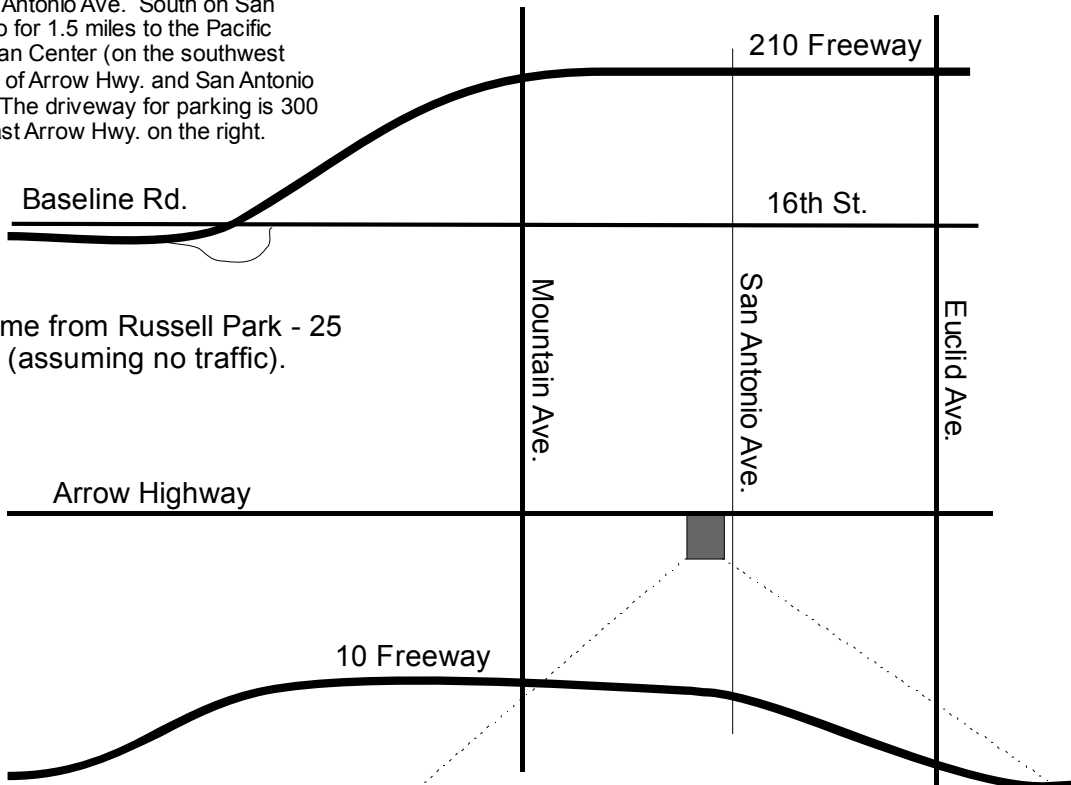 Antonio Ave. South on San
o for 1.5 miles to the Pacific
an Center (on the southwest
of Arrow Hwy. and San Antonio
The driveway for parking is 300
ast Arrow Hwy. on the right.
210 Freeway
Baseline Rd.
16th St.
Mountain Ave.
San Antonio Ave.
Euclid Ave.
me from Russell Park - 25
(assuming no traffic).
Arrow Highway
10 Freeway